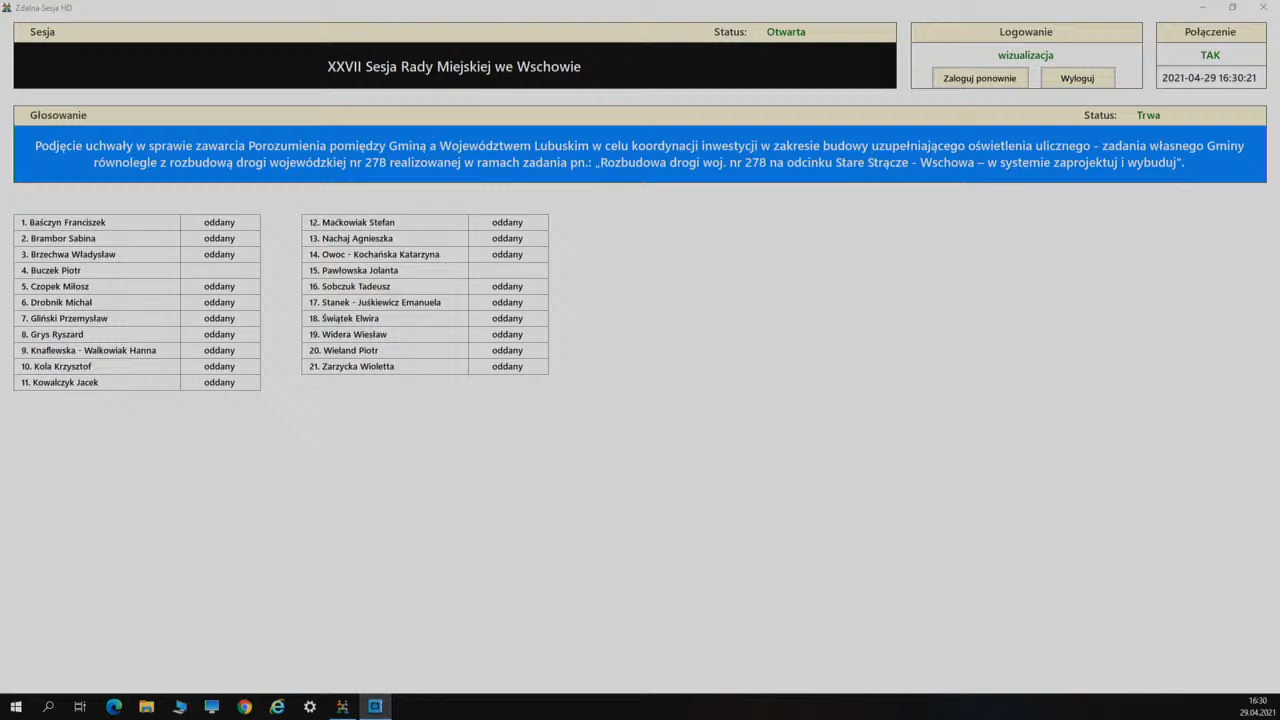 Zdalna Sesja HD
Sesja Status: Otwarta
XXVII Sesja Rady Miejskiej we Wschowie
Logowanie
wizualizacja
Zaloguj ponownie Wyloguj
Połączenie
TAK
2021-04-29 16:30:21
Głosowanie Status: Trwa
Podjęcie uchwały w sprawie zawarcia Porozumienia pomiędzy Gminą a Województwem Lubuskim w celu koordynacji inwestycji w zakresie budowy uzupełniającego oświetlenia ulicznego - zadania własnego Gminy
równolegle z rozbudową drogi wojewódzkiej nr 278 realizowanej w ramach zadania pn.: „Rozbudowa drogi woj. nr 278 na odcinku Stare Strącze - Wschowa – w systemie zaprojektuj i wybuduj".
1. Baśczyn Franciszek oddany
2. Brambor Sabina oddany
3. Brzechwa Władysław oddany
4. Buczek Piotr
5. Czopek Miłosz oddany
6. Drobnik Michał oddany
7. Gliński Przemysław oddany
8. Grys Ryszard oddany
9. Knaflewska - Walkowiak Hanna oddany
10. Kola Krzysztof oddany
11. Kowalczyk Jacek oddany
12. Maćkowiak Stefan oddany
13. Nachaj Agnieszka oddany
14. Owoc - Kochańska Katarzyna oddany
15. Pawłowska Jolanta
16. Sobczuk Tadeusz oddany
17. Stanek - Juśkiewicz Emanuela oddany
18. Świątek Elwira oddany
19. Widera Wiesław oddany
20. Wieland Piotr oddany
21. Zarzycka Wioletta oddany
16:30
29.04.2021